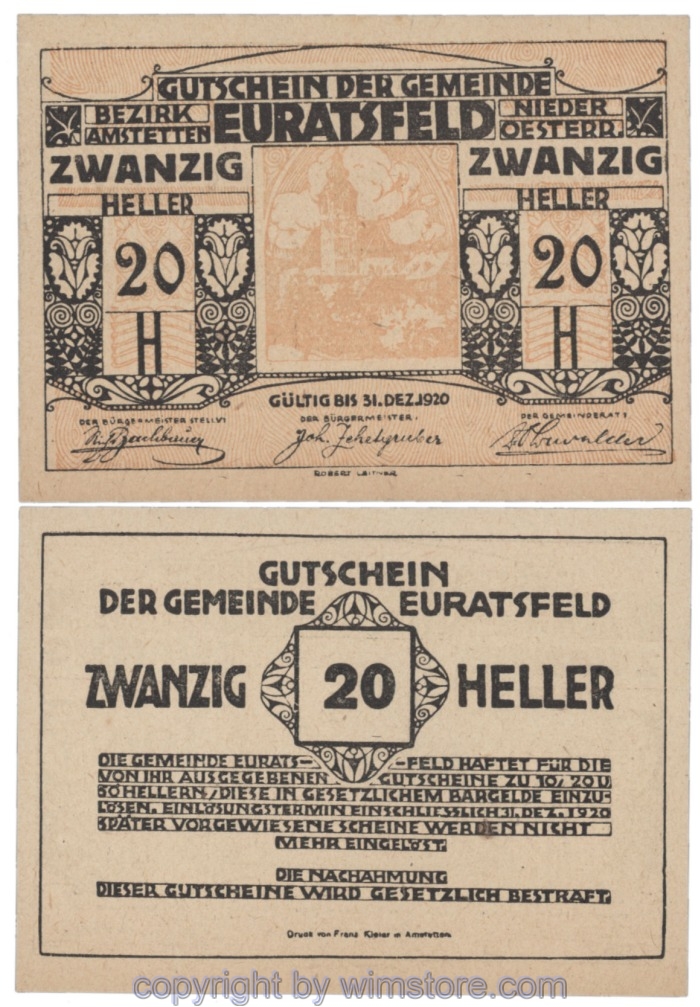 GUTSCHEIN DER GEMEINDE
BEZIRK AMSTETTEN
EURATSFELD
NIEDER OESTERR.
ZWANZIG HELLER
ZWANZIG HELLER
20 H
20 H
GÜLTIG BIS 31. DEZ. 1920
DER BÜRGERMEISTER STELLV:
DER BÜRGERMEISTER:
DER GEMEINDERAT:
Joh. Zehetgruber
ROBERT LEITNER
GUTSCHEIN
DER GEMEINDE EURATSFELD
ZWANZIG 20 HELLER
DIE GEMEINDE EURATS- -FELD HAFTET FÜR DIE
VON IHR AUSGEGEBENEN GUTSCHEINE ZU 10, 20 U.
50 HELLERN, DIESE IN GESETZLICHEM BARGELDE EINZU-
LÖSEN. EINLÖSUNGSTERMIN EINSCHLIESSLICH 31. DEZ. 1920
SPÄTER VORGEWIESENE SCHEINE WERDEN NICHT
MEHR EINGELÖST.
DIE NACHAHMUNG
DIESER GUTSCHEINE WIRD GESETZLICH BESTRAFT.
Druck von Franz in Amstetten
copyright by wimstore.com